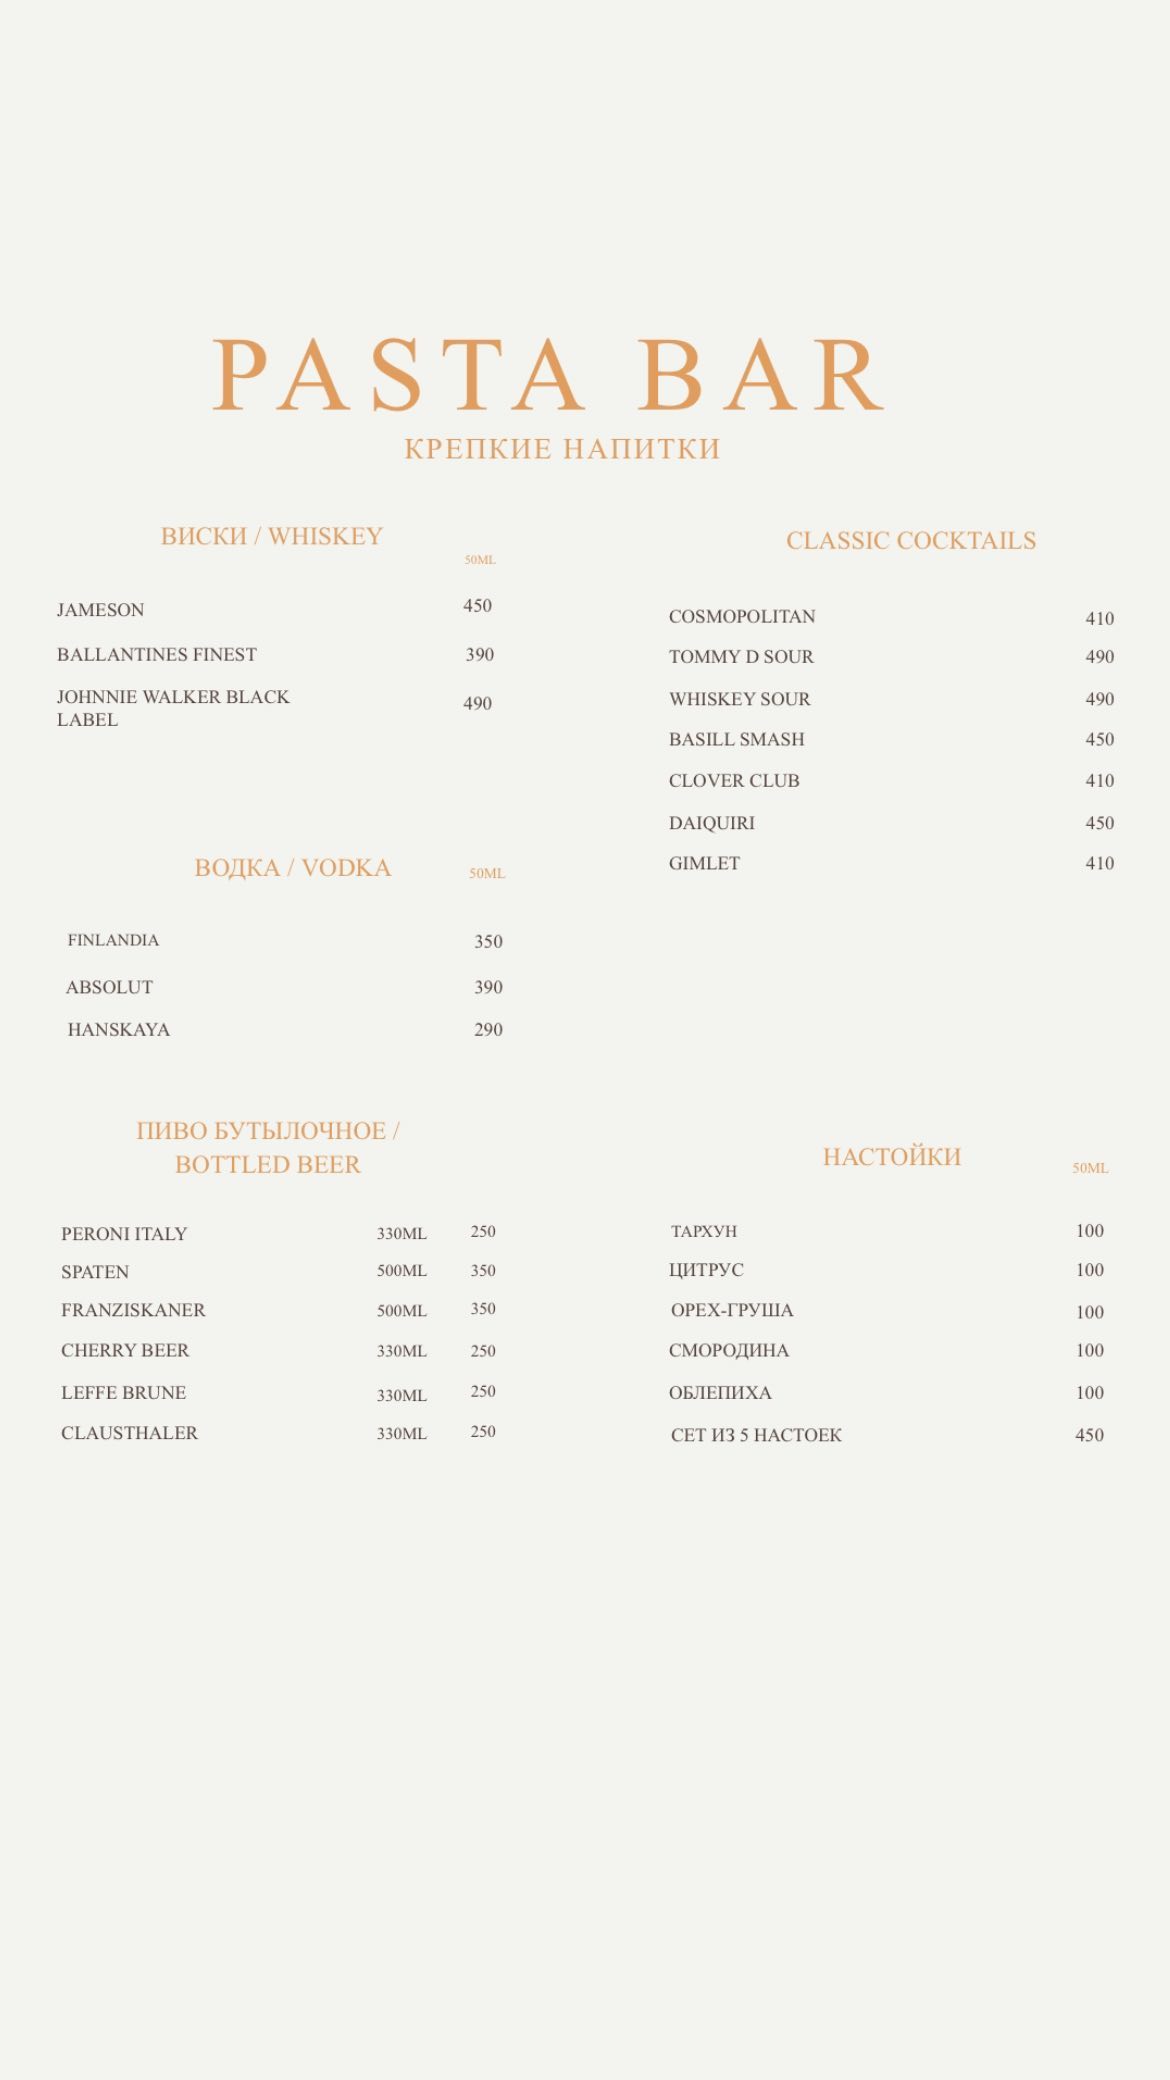 PASTA BAR
КРЕПКИЕ НАПИТКИ
ВИСКИ / WHISKEY
50ML
JAMESON 450
BALLANTINES FINEST 390
JOHNNIE WALKER BLACK 490
LABEL
ВОДКА / VODKA 50ML
FINLANDIA 350
ABSOLUT 390
HANSKAYA 290
ПИВО БУТЫЛОЧНОЕ /
BOTTLED BEER
PERONI ITALY 330ML 250
SPATEN 500ML 350
FRANZISKANER 500ML 350
CHERRY BEER 330ML 250
LEFFE BRUNE 330ML 250
CLAUSTHALER 330ML 250
CLASSIC COCKTAILS
COSMOPOLITAN 410
TOMMY D SOUR 490
WHISKEY SOUR 490
BASILL SMASH 450
CLOVER CLUB 410
DAIQUIRI 450
GIMLET 410
НАСТОЙКИ 50ML
ТАРХУН 100
ЦИТРУС 100
ОРЕХ-ГРУША 100
СМОРОДИНА 100
ОБЛЕПИХА 100
СЕТ ИЗ 5 НАСТОЕК 450